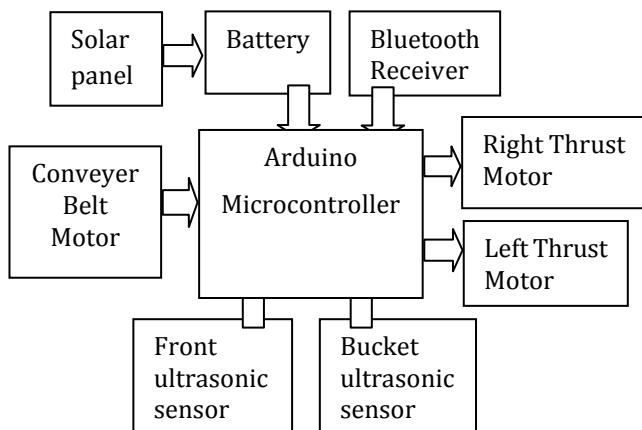 Solar
panel
Battery
Bluetooth
Receiver
Arduino
Microcontroller
Conveyer
Belt
Motor
Right Thrust
Motor
Left Thrust
Motor
Front
ultrasonic
sensor
Bucket
ultrasonic
sensor